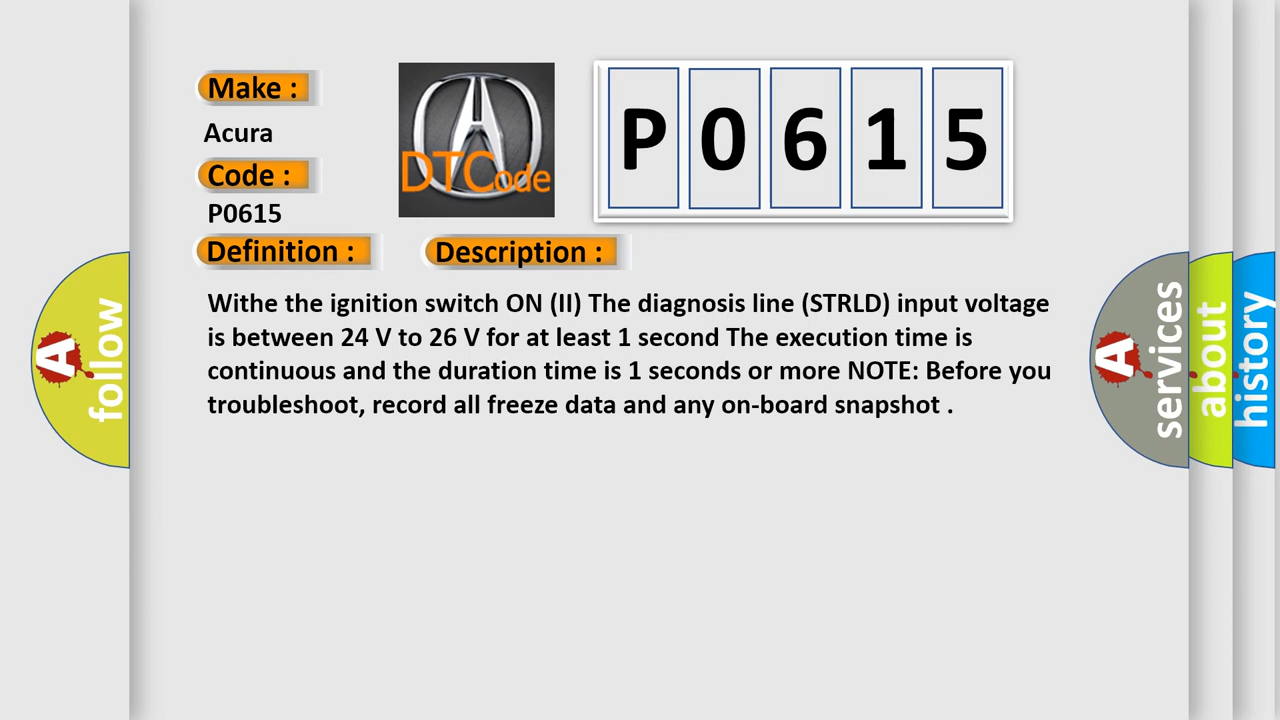 Make :
Acura
Code :
P0615
Definition :
Description :
DTCode
P 0 6 1 5
Withe the ignition switch ON (II) The diagnosis line (STRLD) input voltage
is between 24 V to 26 V for at least 1 second The execution time is
continuous and the duration time is 1 seconds or more NOTE: Before you
troubleshoot, record all freeze data and any on-board snapshot .
A follow
A services
about
history